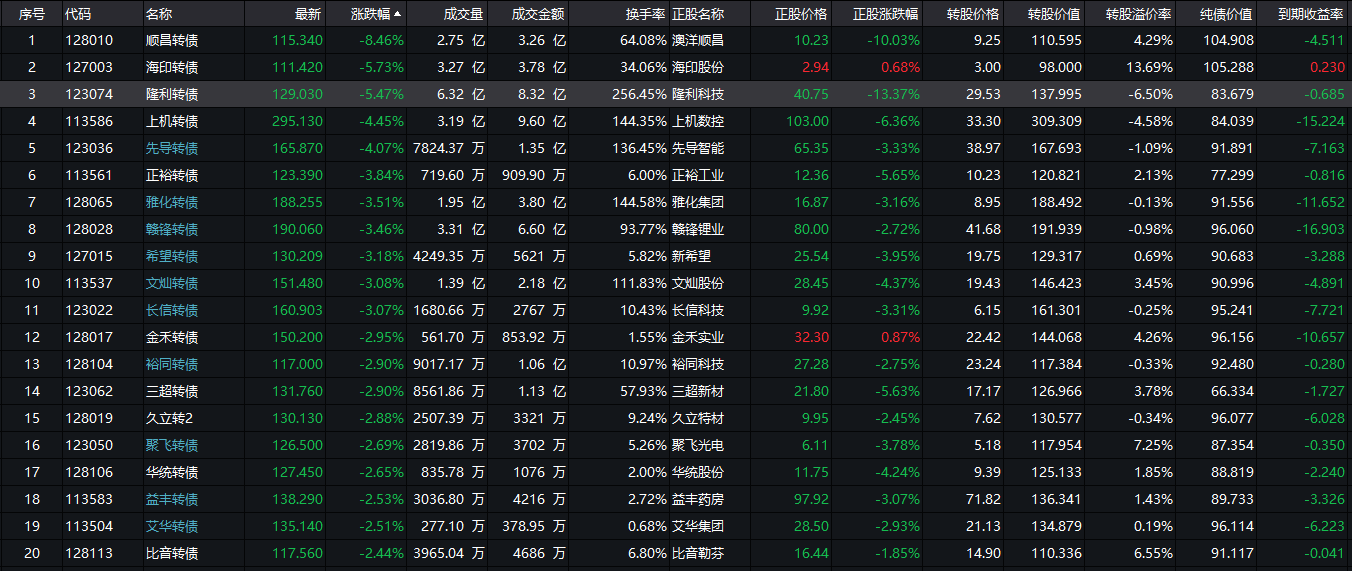 序号 代码 名称 最新 涨跌幅▲ 成交量 成交金额 换手率 正股名称 正股价格 正股涨跌幅 转股价格 转股价值 转股溢价率 纯债价值 到期收益率
1 128010 顺昌转债 115.340 -8.46% 2.75 亿 3.26 亿 64.08% 澳洋顺昌 10.23 -10.03% 9.25 110.595 4.29% 104.908 -4.511
2 127003 海印转债 111.420 -5.73% 3.27 亿 3.78 亿 34.06% 海印股份 2.94 0.68% 3.00 98.000 13.69% 105.288 0.230
3 123074 隆利转债 129.030 -5.47% 6.32 亿 8.32 亿 256.45% 隆利科技 40.75 -13.37% 29.53 137.995 -6.50% 83.679 -0.685
4 113586 上机转债 295.130 -4.45% 3.19 亿 9.60 亿 144.35% 上机数控 103.00 -6.36% 33.30 309.309 -4.58% 84.039 -15.224
5 123036 先导转债 165.870 -4.07% 7824.37 万 1.35 亿 136.45% 先导智能 65.35 -3.33% 38.97 167.693 -1.09% 91.891 -7.163
6 113561 正裕转债 123.390 -3.84% 719.60 万 909.90 万 6.00% 正裕工业 12.36 -5.65% 10.23 120.821 2.13% 77.299 -0.816
7 128065 雅化转债 188.255 -3.51% 1.95 亿 3.80 亿 144.58% 雅化集团 16.87 -3.16% 8.95 188.492 -0.13% 91.556 -11.652
8 128028 赣锋转债 190.060 -3.46% 3.31 亿 6.60 亿 93.77% 赣锋锂业 80.00 -2.72% 41.68 191.939 -0.98% 96.060 -16.903
9 127015 希望转债 130.209 -3.18% 4249.35 万 5621 万 5.82% 新希望 25.54 -3.95% 19.75 129.317 0.69% 90.683 -3.288
10 113537 文灿转债 151.480 -3.08% 1.39 亿 2.18 亿 111.83% 文灿股份 28.45 -4.37% 19.43 146.423 3.45% 90.996 -4.891
11 123022 长信转债 160.903 -3.07% 1680.66 万 2767 万 10.43% 长信科技 9.92 -3.31% 6.15 161.301 -0.25% 95.241 -7.721
12 128017 金禾转债 150.200 -2.95% 561.70 万 853.92 万 1.55% 金禾实业 32.30 0.87% 22.42 144.068 4.26% 96.156 -10.657
13 128104 裕同转债 117.000 -2.90% 9017.17 万 1.06 亿 10.97% 裕同科技 27.28 -2.75% 23.24 117.384 -0.33% 92.480 -0.280
14 123062 三超转债 131.760 -2.90% 8561.86 万 1.13 亿 57.93% 三超新材 21.80 -5.63% 17.17 126.966 3.78% 66.334 -1.727
15 128019 久立转2 130.130 -2.88% 2507.39 万 3321 万 9.24% 久立特材 9.95 -2.45% 7.62 130.577 -0.34% 96.077 -6.028
16 123050 聚飞转债 126.500 -2.69% 2819.86 万 3702 万 5.26% 聚飞光电 6.11 -3.78% 5.18 117.954 7.25% 87.354 -0.350
17 128106 华统转债 127.450 -2.65% 835.78 万 1076 万 2.00% 华统股份 11.75 -4.24% 9.39 125.133 1.85% 88.819 -2.240
18 113583 益丰转债 138.290 -2.53% 3036.80 万 4216 万 2.72% 益丰药房 97.92 -3.07% 71.82 136.341 1.43% 89.733 -3.326
19 113504 艾华转债 135.140 -2.51% 277.10 万 378.95 万 0.68% 艾华集团 28.50 -2.93% 21.13 134.879 0.19% 96.114 -6.223
20 128113 比音转债 117.560 -2.44% 3965.04 万 4686 万 6.80% 比音勒芬 16.44 -1.85% 14.90 110.336 6.55% 91.117 -0.041